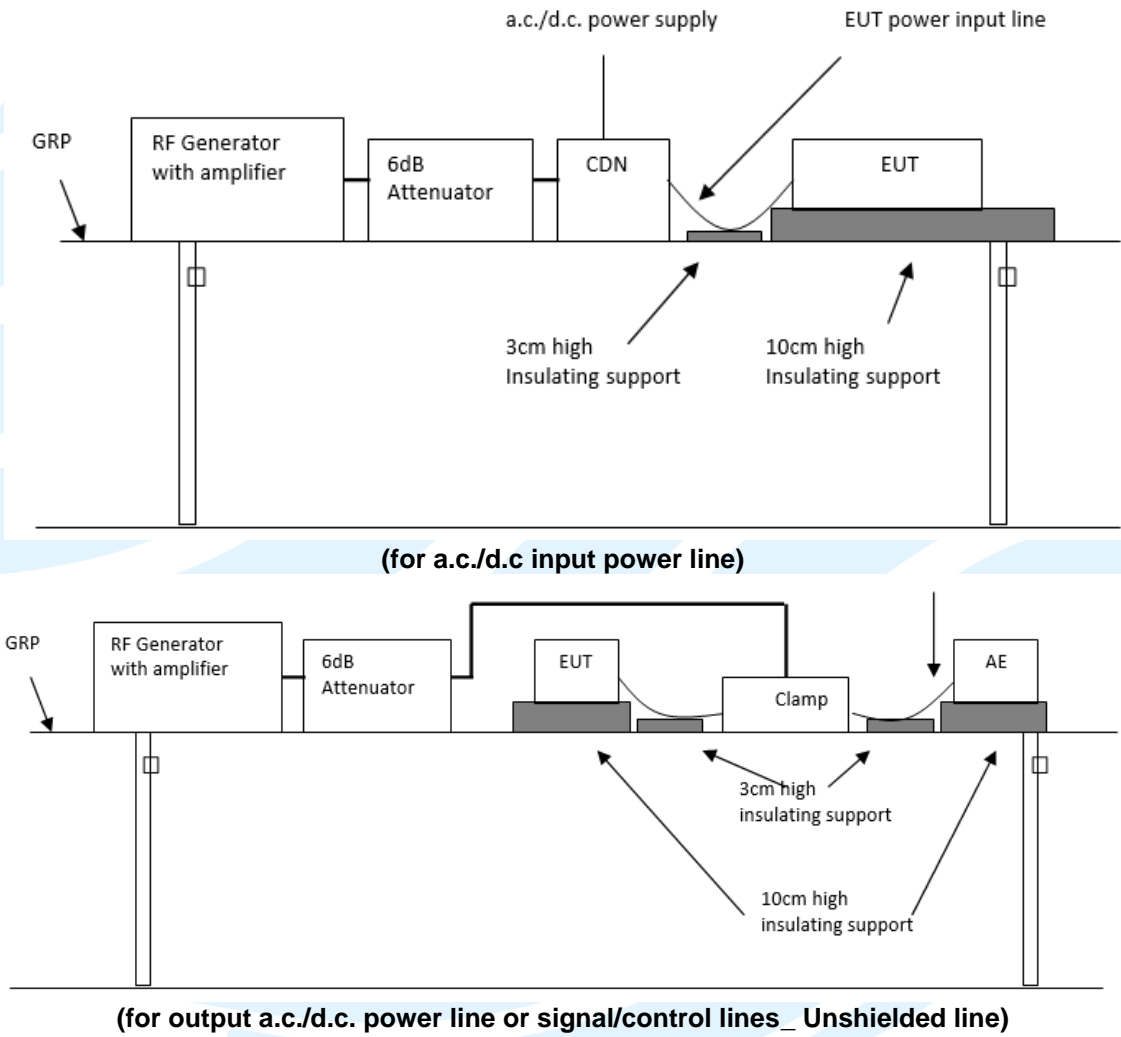 a.c./d.c. power supply
EUT power input line
GRP
RF Generator
with amplifier
6dB
Attenuator
CDN
EUT
3cm high
Insulating support
10cm high
Insulating support
(for a.c./d.c input power line)
GRP
RF Generator
with amplifier
6dB
Attenuator
EUT
Clamp
AE
3cm high
insulating support
10cm high
insulating support
(for output a.c./d.c. power line or signal/control lines_ Unshielded line)